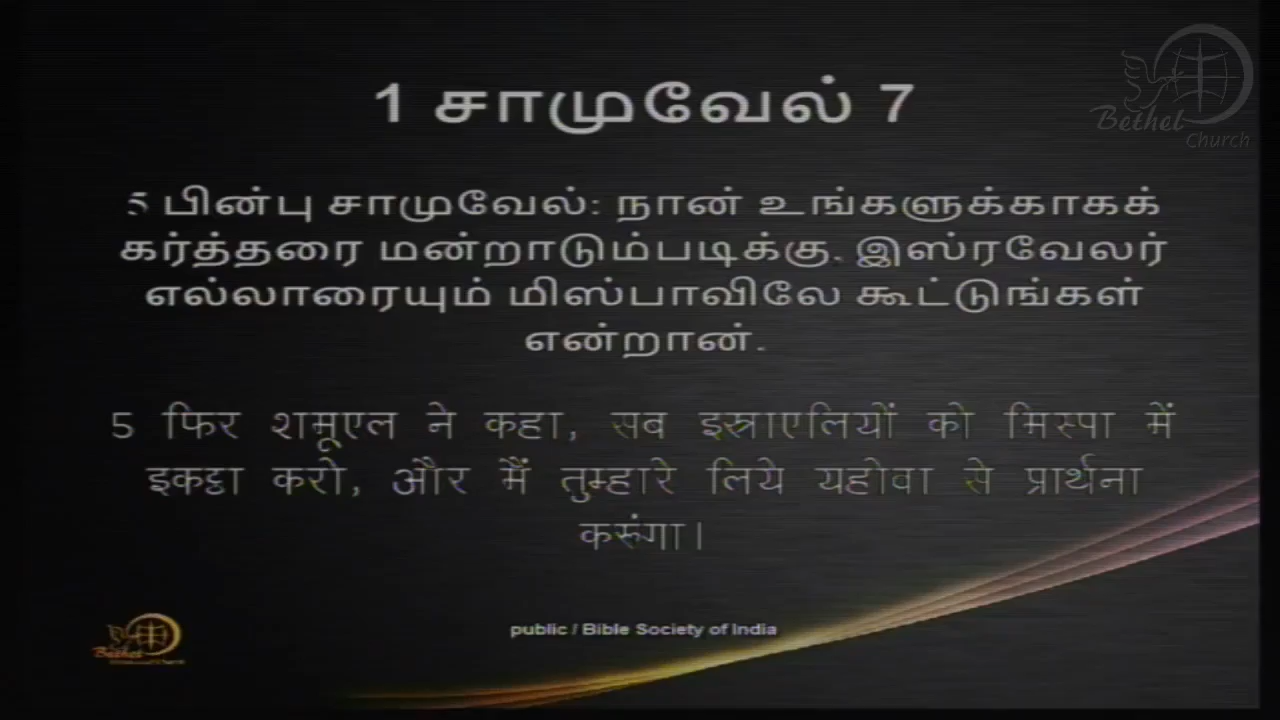 Bethel
Church
1 சாமுவேல் 7
5 பின்பு சாமுவேல்: நான் உங்களுக்காகக்
கர்த்தரை மன்றாடும்படிக்கு, இஸ்ரவேலர்
எல்லாரையும் மிஸ்பாவிலே கூட்டுங்கள்
என்றான்.
5 फिर शमूएल ने कहा, सब इस्राएलियों को मिस्पा में
इकट्ठा करो, और मैं तुम्हारे लिये यहोवा से प्रार्थना
करूंगा।
public / Bible Society of India
Bethel